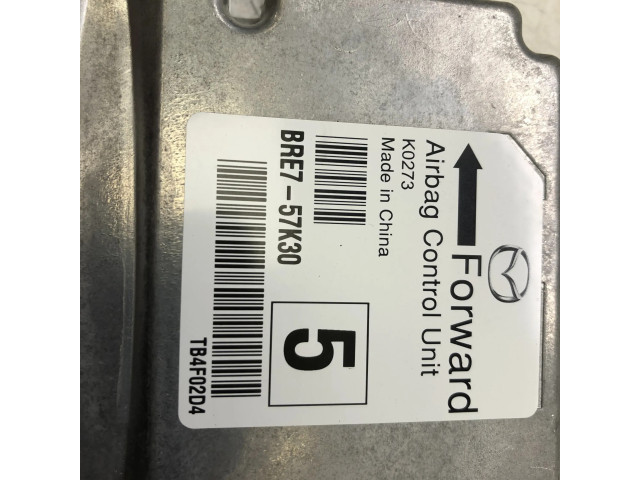 Forward
Airbag Control Unit
K0273
Made in China
5
BRE7-57K30
TB4F02D4